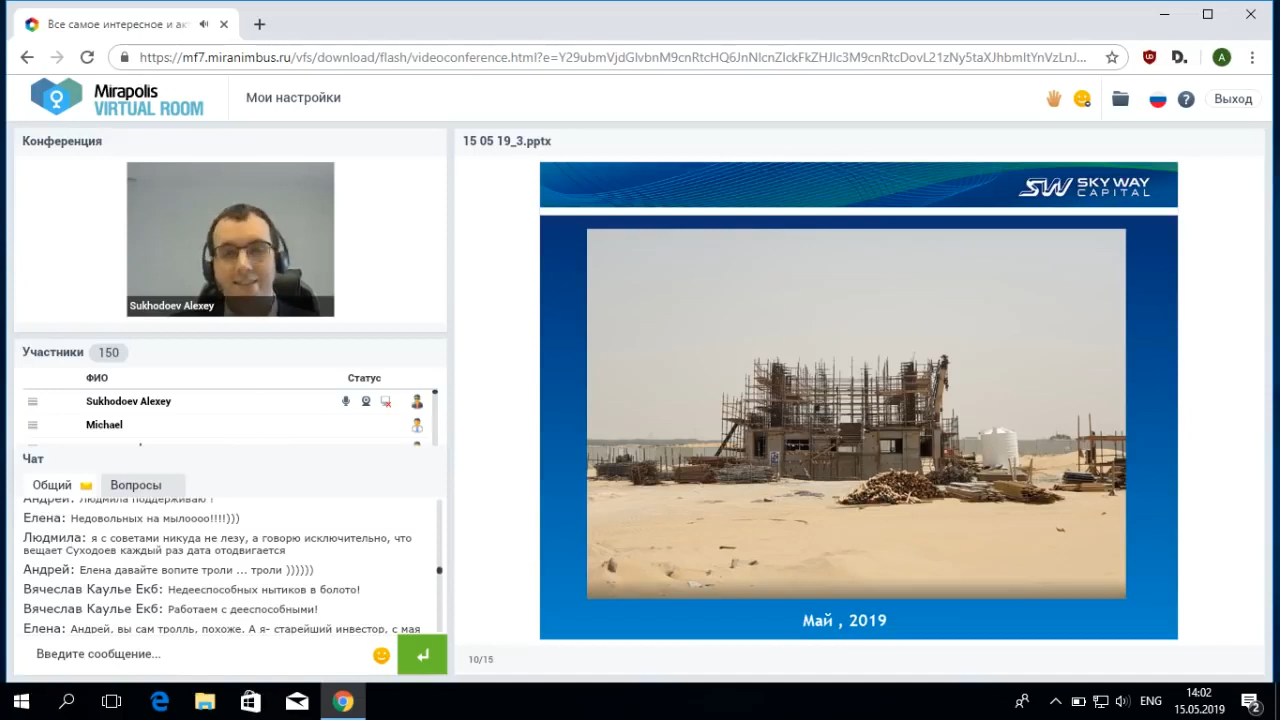 Все самое интересное и ак
https://mf7.miranimbus.ru/vfs/download/flash/videoconference.html?e=
Mirapolis
VIRTUAL ROOM
Мои настройки
Выход
Конференция
Sukhodoev Alexey
Участники 150
ФИО Статус
Sukhodoev Alexey
Michael
Чат
Общий Вопросы
Андрей: Людмила поддерживаю !
Елена: Недовольных на мылоооо!!!!)))
Людмила: я с советами никуда не лезу, а говорю исключительно, что
вещает Суходоев каждый раз дата отодвигается
Андрей: Елена давайте вопите троли ... троли ))))))
Вячеслав Каулье Екб: Недееспособных нытиков в болото!
Вячеслав Каулье Екб: Работаем с дееспособными!
Елена: Андрей, вы сам тролль, похоже. А я- старейший инвестор, с мая
Введите сообщение...
15 05 19_3.pptx
SW SKY WAY
CAPITAL
Май , 2019
10/15
ENG
14:02
15.05.2019
2